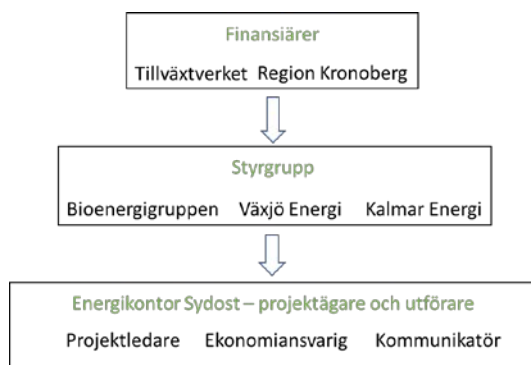 Finansiärer
Tillväxtverket Region Kronoberg
Styrgrupp
Bioenergigruppen Växjö Energi Kalmar Energi
Energikontor Sydost – projektägare och utförare
Projektledare Ekonomiansvarig Kommunikatör